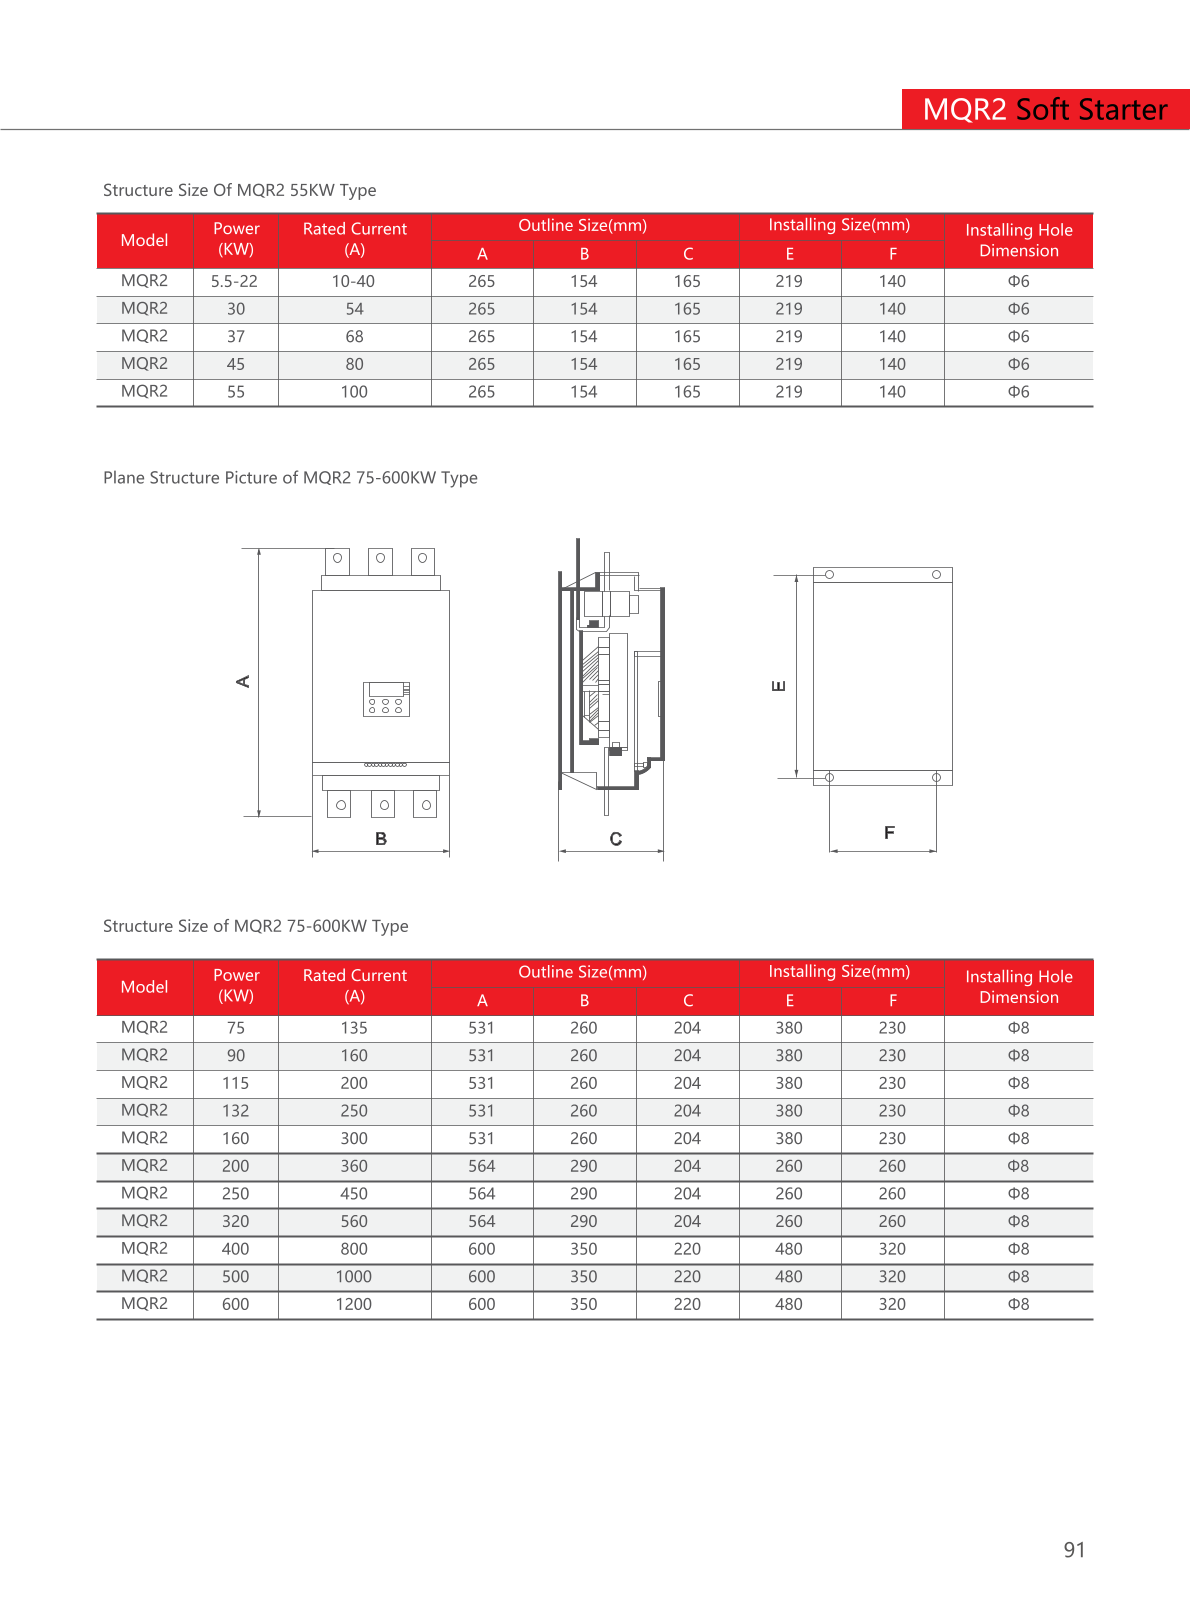 MQR2 Soft Starter
Structure Size Of MQR2 55KW Type
Model Power (KW) Rated Current (A) Outline Size(mm) Installing Size(mm) Installing Hole Dimension
A B C E F
MQR2 5.5-22 10-40 265 154 165 219 140 Φ6
MQR2 30 54 265 154 165 219 140 Φ6
MQR2 37 68 265 154 165 219 140 Φ6
MQR2 45 80 265 154 165 219 140 Φ6
MQR2 55 100 265 154 165 219 140 Φ6
Plane Structure Picture of MQR2 75-600KW Type
A
E
B
C
F
Structure Size of MQR2 75-600KW Type
Model Power (KW) Rated Current (A) Outline Size(mm) Installing Size(mm) Installing Hole Dimension
A B C E F
MQR2 75 135 531 260 204 380 230 Φ8
MQR2 90 160 531 260 204 380 230 Φ8
MQR2 115 200 531 260 204 380 230 Φ8
MQR2 132 250 531 260 204 380 230 Φ8
MQR2 160 300 531 260 204 380 230 Φ8
MQR2 200 360 564 290 204 260 260 Φ8
MQR2 250 450 564 290 204 260 260 Φ8
MQR2 320 560 564 290 204 260 260 Φ8
MQR2 400 800 600 350 220 480 320 Φ8
MQR2 500 1000 600 350 220 480 320 Φ8
MQR2 600 1200 600 350 220 480 320 Φ8
91